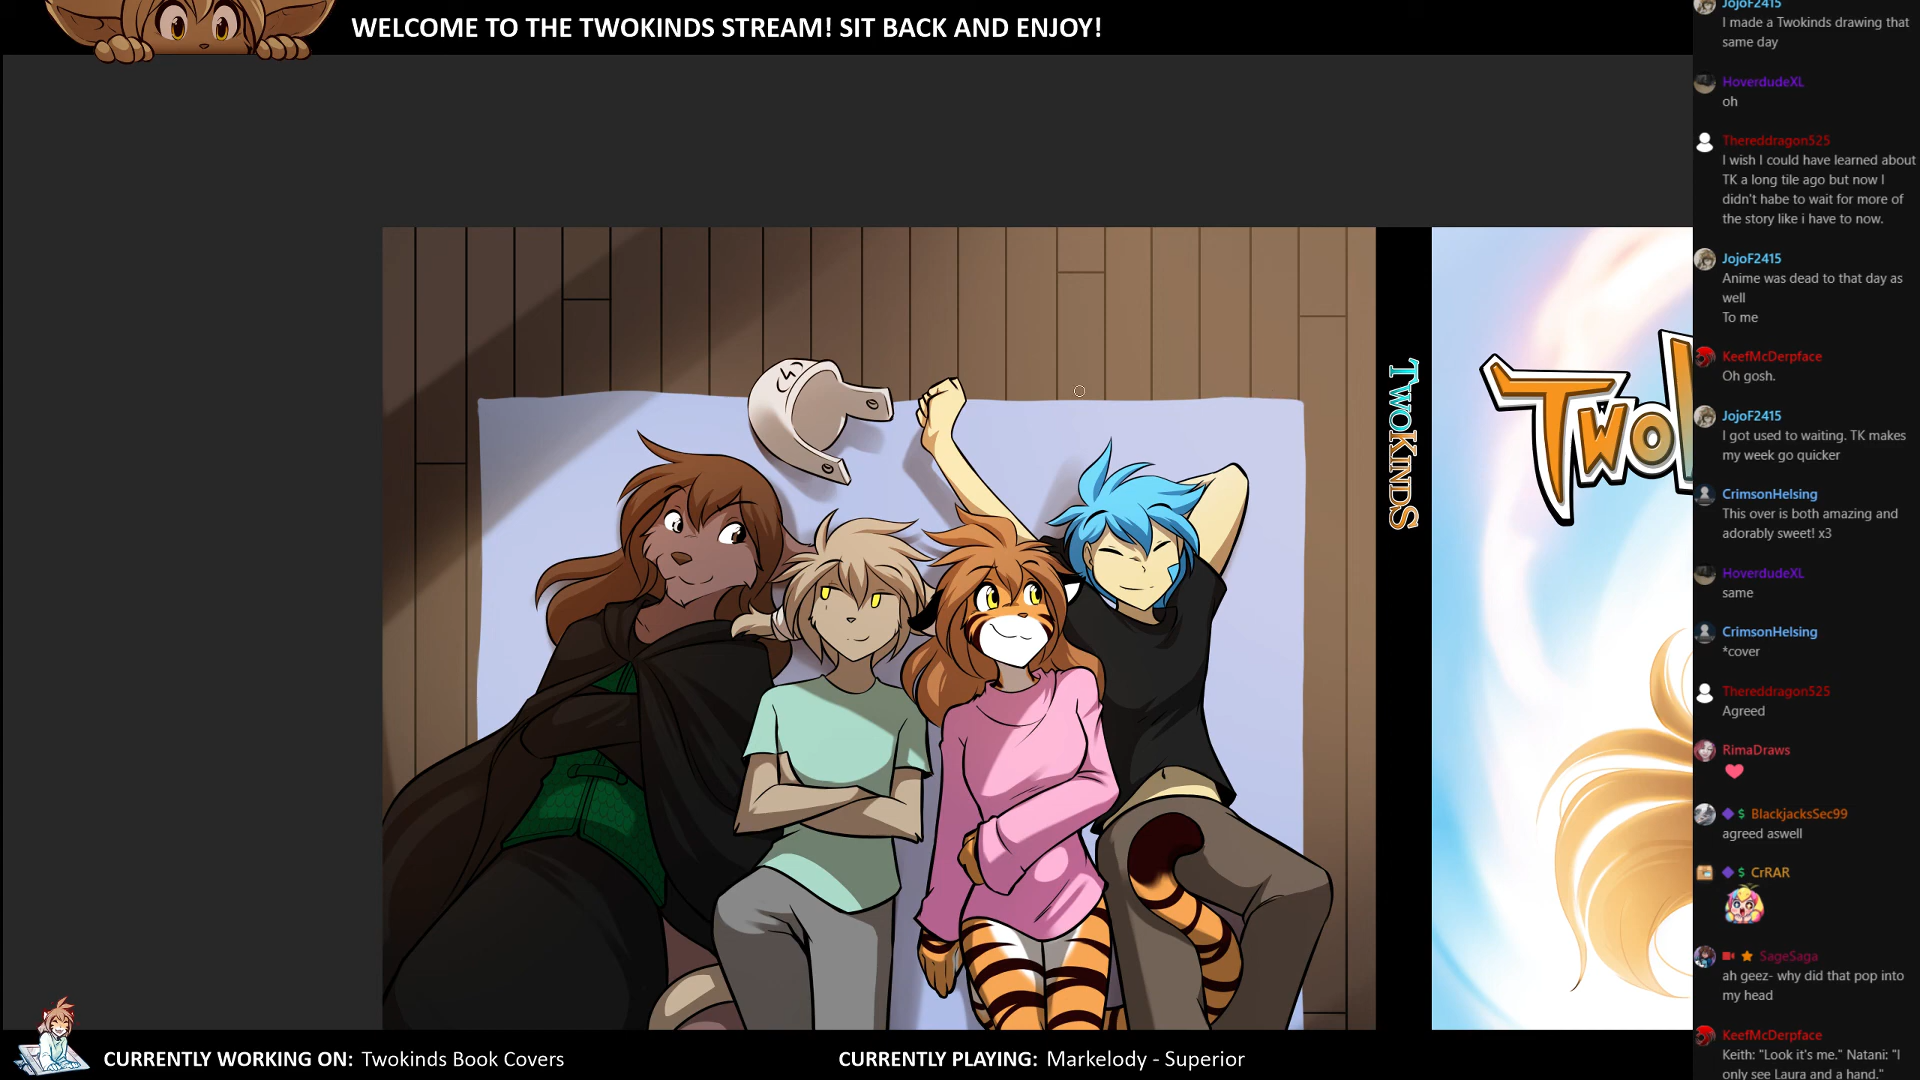 WELCOME TO THE TWOKINDS STREAM! SIT BACK AND ENJOY!
TWOKINDS
TWO
JojoF2415
I made a Twokinds drawing that
same day
HoverdudeXL
oh
Thereddragon525
I wish I could have learned about
TK a long tile ago but now I
didn't habe to wait for more of
the story like i have to now.
JojoF2415
Anime was dead to that day as
well
To me
KeefMcDerpface
Oh gosh.
JojoF2415
I got used to waiting. TK makes
my week go quicker
CrimsonHelsing
This over is both amazing and
adorably sweet! x3
HoverdudeXL
same
CrimsonHelsing
*cover
Thereddragon525
Agreed
RimaDraws
$ BlackjacksSec99
agreed aswell
$ CrRAR
SageSaga
ah geez- why did that pop into
my head
KeefMcDerpface
Keith: "Look it's me." Natani: "I
only see Laura and a hand."
CURRENTLY WORKING ON: Twokinds Book Covers
CURRENTLY PLAYING: Markelody - Superior